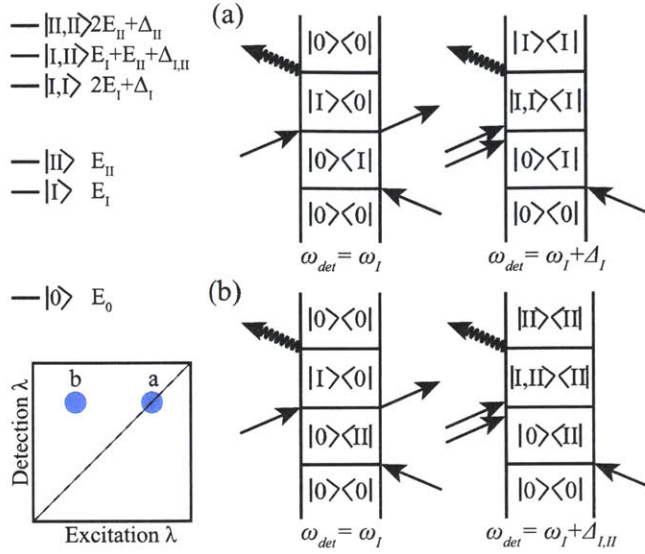 |II,II> 2E_II+Δ_II
|I,II> E_I+E_II+Δ_I,II
|I,I> 2E_I+Δ_I
|II> E_II
|I> E_I
|0> E_0
(a)
|0><0|
|I><0|
|0><I|
|0><0|
ω_det = ω_I
|I><I|
|I,I><I|
|0><I|
|0><0|
ω_det = ω_I+Δ_I
(b)
|0><0|
|I><0|
|0><II|
|0><0|
ω_det = ω_I
|II><II|
|I,II><II|
|0><II|
|0><0|
ω_det = ω_I+Δ_I,II
b
a
Detection λ
Excitation λ